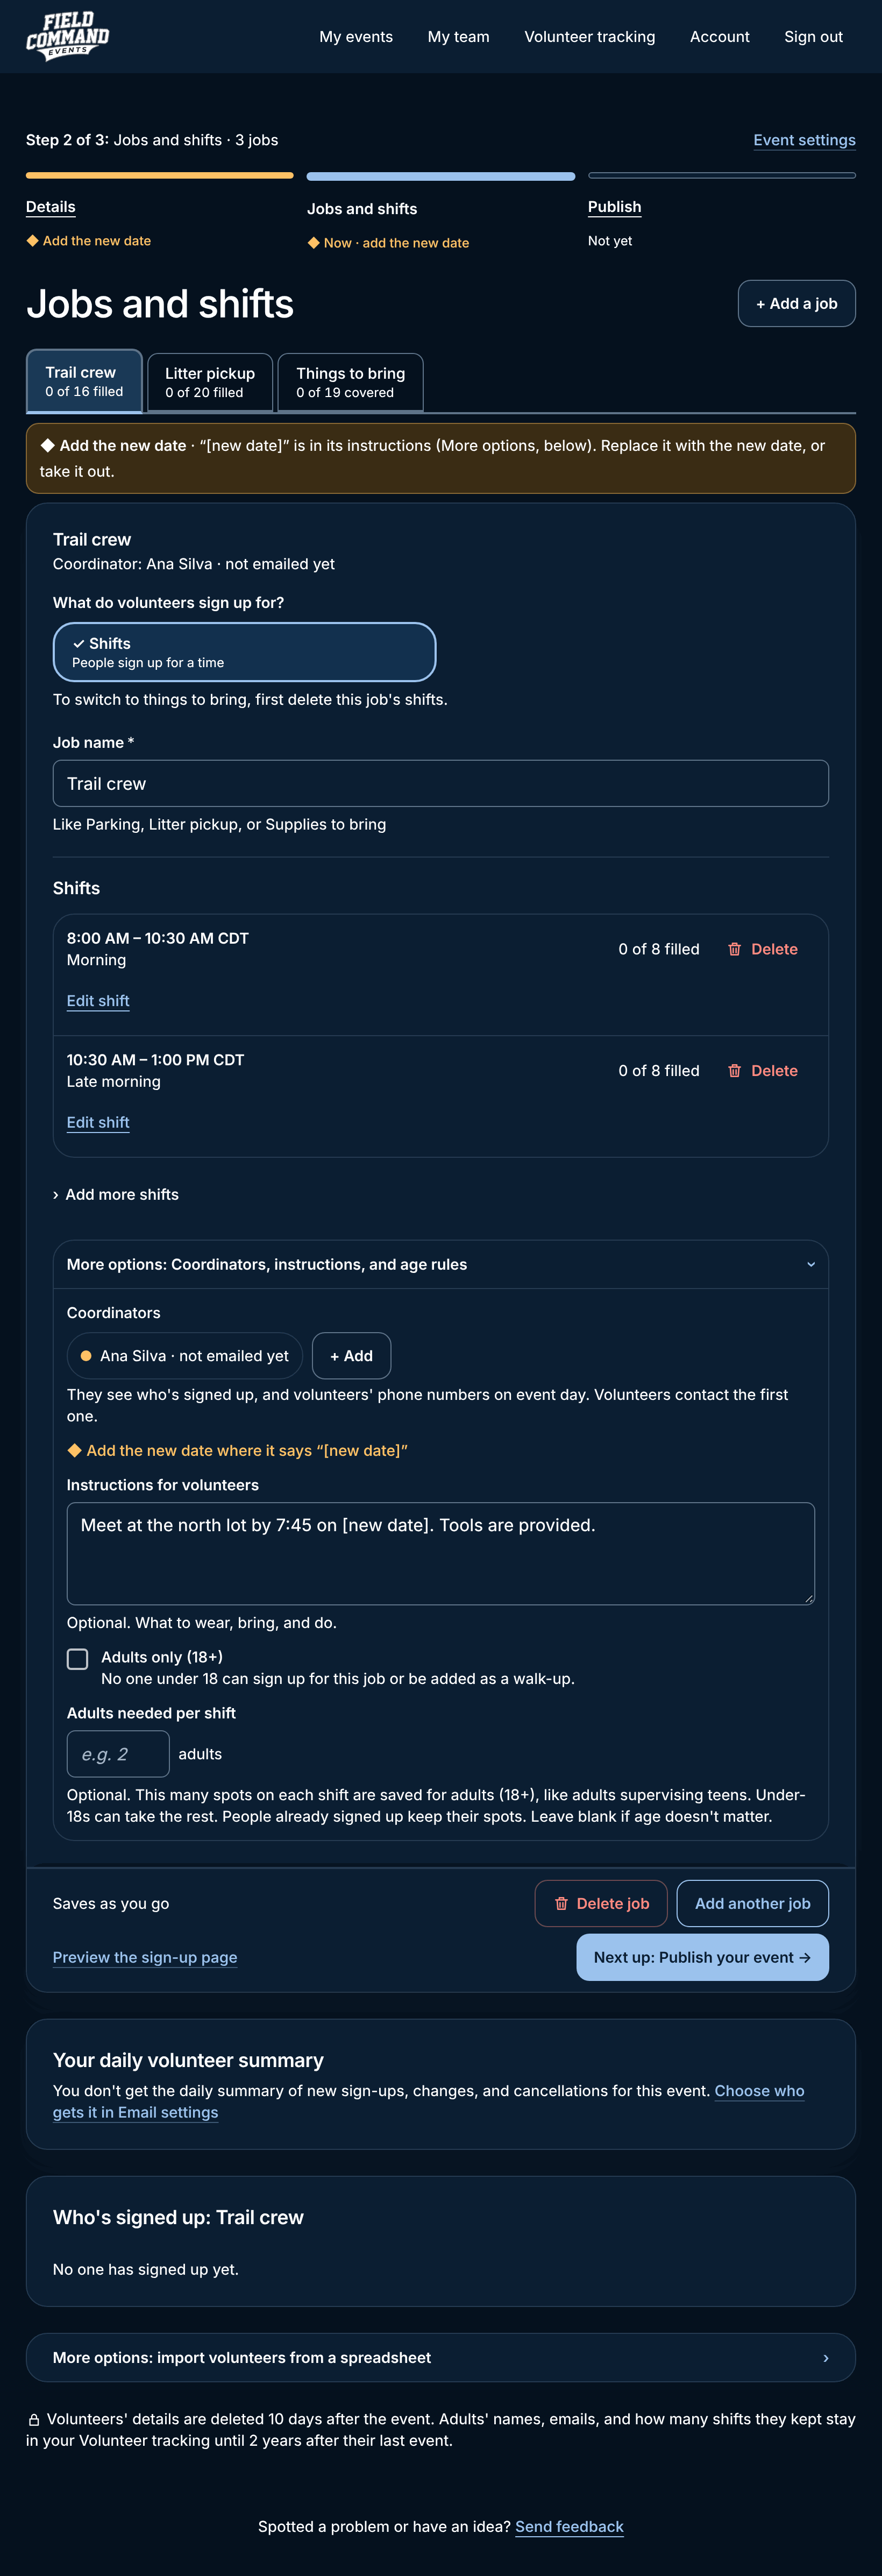 FIELD
COMMAND
EVENTS
My events
My team
Volunteer tracking
Account
Sign out
Step 2 of 3: Jobs and shifts · 3 jobs
Event settings
Details
◆ Add the new date
Jobs and shifts
◆ Now · add the new date
Publish
Not yet
Jobs and shifts
+ Add a job
Trail crew
0 of 16 filled
Litter pickup
0 of 20 filled
Things to bring
0 of 19 covered
◆ Add the new date · “[new date]” is in its instructions (More options, below). Replace it with the new date, or
take it out.
Trail crew
Coordinator: Ana Silva · not emailed yet
What do volunteers sign up for?
✓ Shifts
People sign up for a time
To switch to things to bring, first delete this job's shifts.
Job name *
Trail crew
Like Parking, Litter pickup, or Supplies to bring
Shifts
8:00 AM – 10:30 AM CDT
Morning
0 of 8 filled
Delete
Edit shift
10:30 AM – 1:00 PM CDT
Late morning
0 of 8 filled
Delete
Edit shift
› Add more shifts
More options: Coordinators, instructions, and age rules
Coordinators
Ana Silva · not emailed yet
+ Add
They see who's signed up, and volunteers' phone numbers on event day. Volunteers contact the first
one.
◆ Add the new date where it says “[new date]”
Instructions for volunteers
Meet at the north lot by 7:45 on [new date]. Tools are provided.
Optional. What to wear, bring, and do.
Adults only (18+)
No one under 18 can sign up for this job or be added as a walk-up.
Adults needed per shift
e.g. 2
adults
Optional. This many spots on each shift are saved for adults (18+), like adults supervising teens. Under-
18s can take the rest. People already signed up keep their spots. Leave blank if age doesn't matter.
Saves as you go
Delete job
Add another job
Preview the sign-up page
Next up: Publish your event →
Your daily volunteer summary
You don't get the daily summary of new sign-ups, changes, and cancellations for this event. Choose who
gets it in Email settings
Who's signed up: Trail crew
No one has signed up yet.
More options: import volunteers from a spreadsheet ›
Volunteers' details are deleted 10 days after the event. Adults' names, emails, and how many shifts they kept stay
in your Volunteer tracking until 2 years after their last event.
Spotted a problem or have an idea? Send feedback